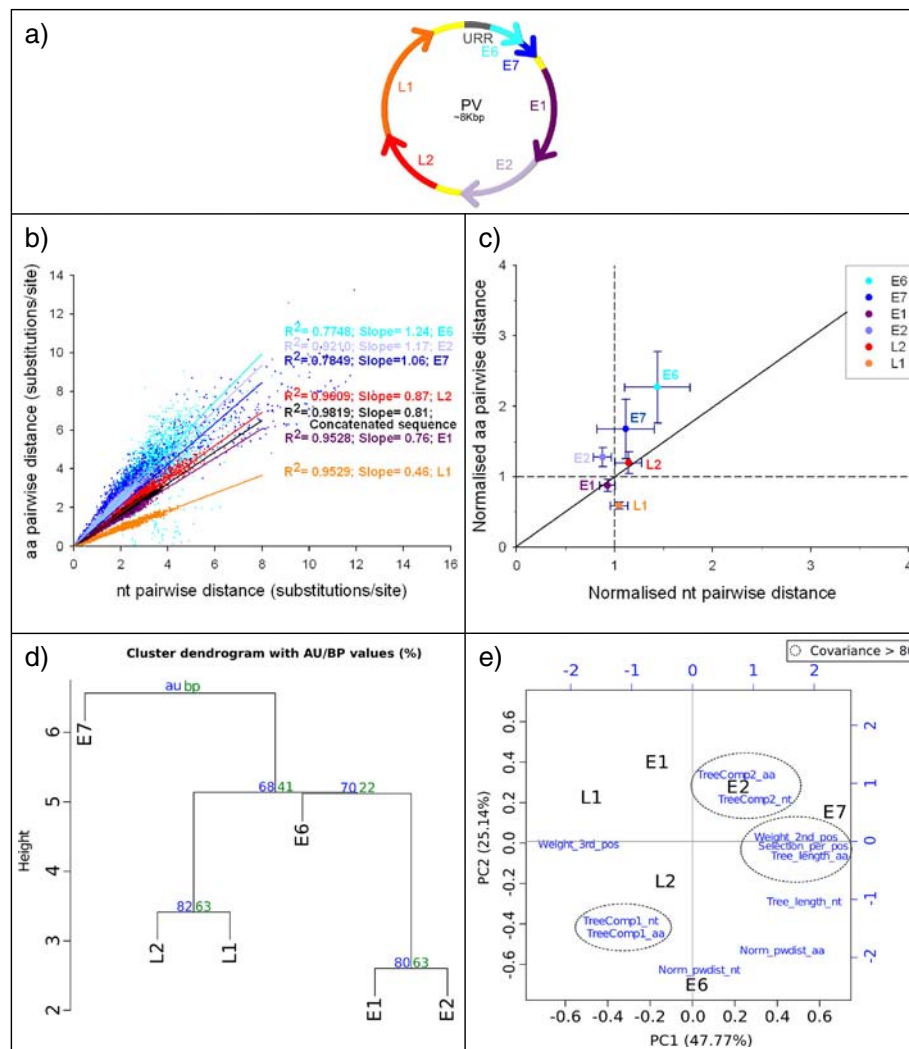 a)
URR
E6
E7
L1
PV
~8Kbp
E1
L2
E2
b)
14
12
10
8
6
4
2
0
aa pairwise distance (substitutions/site)
R2= 0.7748; Slope= 1.24; E6
R2= 0.9210; Slope= 1.17; E2
R2= 0.7849; Slope=1.06; E7
R2= 0.9609; Slope= 0.87; L2
R2= 0.9819; Slope= 0.81;
Concatenated sequence
R2= 0.9528; Slope= 0.76; E1
R2= 0.9529; Slope= 0.46; L1
0 2 4 6 8 10 12 14 16
nt pairwise distance (substitutions/site)
c)
4
3
2
1
0
Normalised aa pairwise distance
E6
E7
E1
E2
L2
L1
E6
E7
E2
L2
E1
L1
0 1 2 3 4
Normalised nt pairwise distance
d)
Cluster dendrogram with AU/BP values (%)
Height
6
5
4
3
2
au bp
E7
68 41
70 22
E6
82 63
L2
L1
80 63
E1
E2
e)
Covariance > 80
-2 -1 0 1 2
0.6
0.4
0.2
0.0
-0.2
-0.4
-0.6
PC2 (25.14%)
2
1
0
-1
-2
E1
TreeComp2_aa
E2
TreeComp2_nt
L1
E7
Weight_3rd_pos
Weight_2nd_pos
Selection_per_pos
Tree_length_aa
L2
Tree_length_nt
TreeComp1_nt
TreeComp1_aa
Norm_pwdist_aa
Norm_pwdist_nt
E6
-0.6 -0.4 -0.2 0.0 0.2 0.4 0.6
PC1 (47.77%)